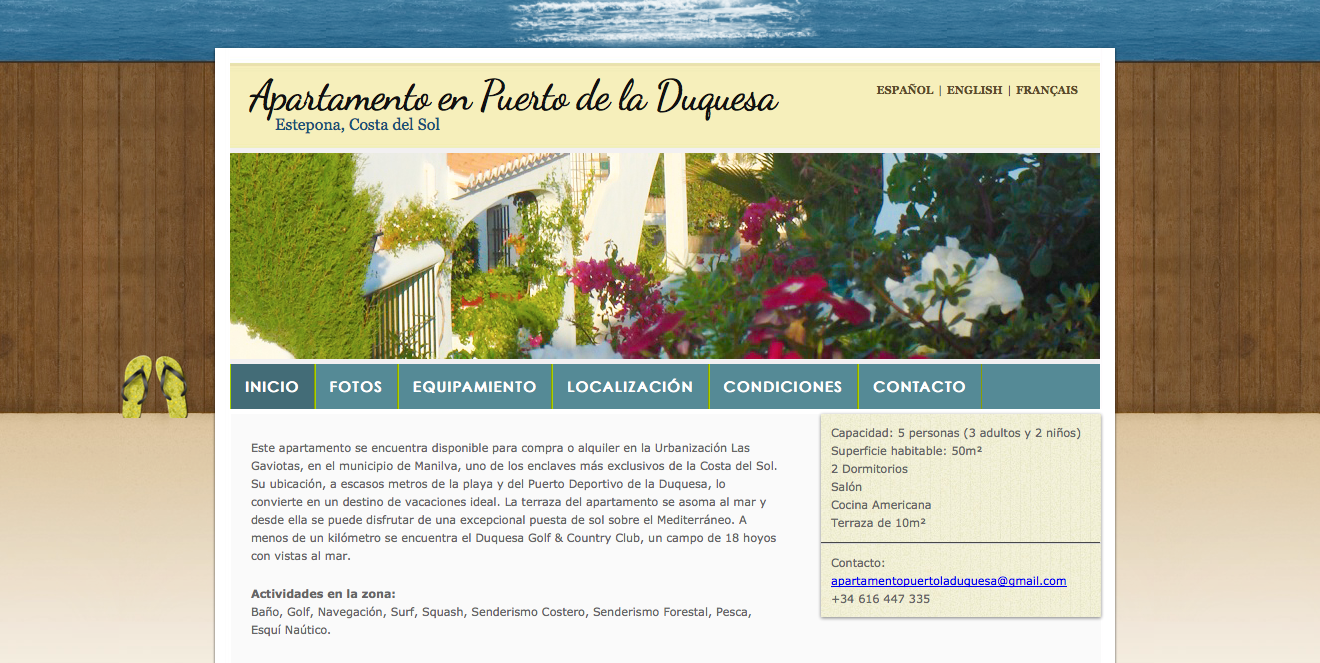 Apartamento en Puerto de la Duquesa
Estepona, Costa del Sol
ESPAÑOL | ENGLISH | FRANÇAIS
INICIO
FOTOS
EQUIPAMIENTO
LOCALIZACIÓN
CONDICIONES
CONTACTO
Este apartamento se encuentra disponible para compra o alquiler en la Urbanización Las
Gaviotas, en el municipio de Manilva, uno de los enclaves más exclusivos de la Costa del Sol.
Su ubicación, a escasos metros de la playa y del Puerto Deportivo de la Duquesa, lo
convierte en un destino de vacaciones ideal. La terraza del apartamento se asoma al mar y
desde ella se puede disfrutar de una excepcional puesta de sol sobre el Mediterráneo. A
menos de un kilómetro se encuentra el Duquesa Golf & Country Club, un campo de 18 hoyos
con vistas al mar.
Actividades en la zona:
Baño, Golf, Navegación, Surf, Squash, Senderismo Costero, Senderismo Forestal, Pesca,
Esquí Naútico.
Capacidad: 5 personas (3 adultos y 2 niños)
Superficie habitable: 50m²
2 Dormitorios
Salón
Cocina Americana
Terraza de 10m²
Contacto:
apartamentopuertoladuquesa@gmail.com
+34 616 447 335